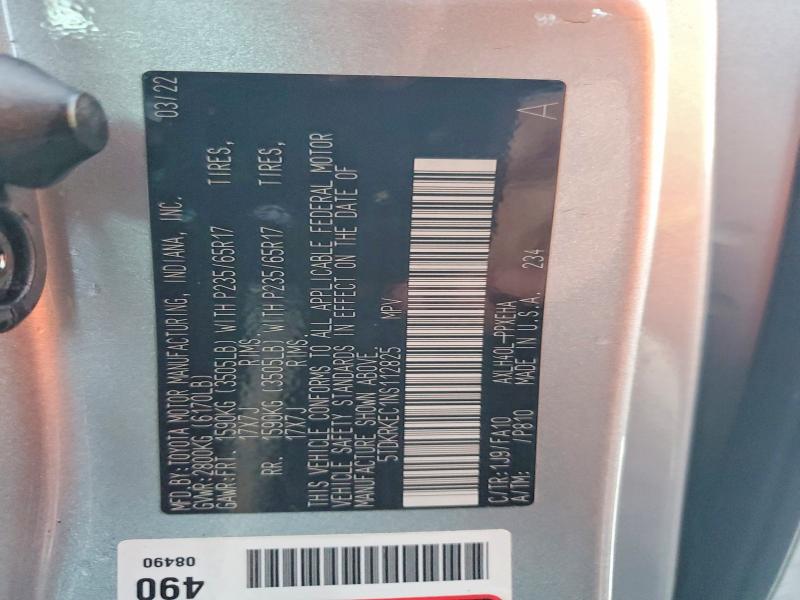 MFD.BY:TOYOTA MOTOR MANUFACTURING, INDIANA, INC. 03/22
GVWR:2800KG (6170LB)
GAWR:FR. 1590KG (3505LB) WITH P235/65R17 TIRES,
17X7J RIMS.
RR. 1590KG (3505LB) WITH P235/65R17 TIRES,
17X7J RIMS.
THIS VEHICLE CONFORMS TO ALL APPLICABLE FEDERAL MOTOR
VEHICLE SAFETY STANDARDS IN EFFECT ON THE DATE OF
MANUFACTURE SHOWN ABOVE.
5TDKRKEC1NS112825 MPV
C/TR:1J9/FA10 AXLH40L-PPXEHA
A/TM: /P810 MADE IN U.S.A. 234 A
490
08490